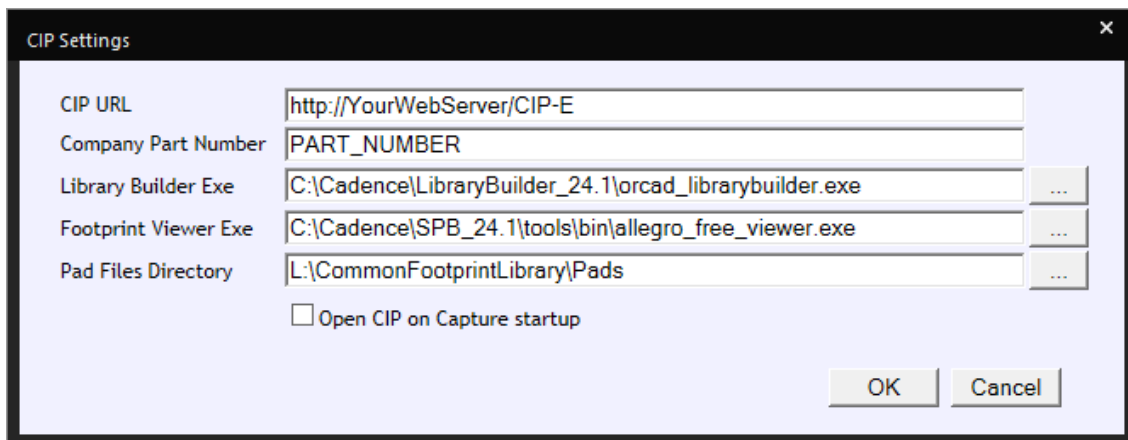 CIP Settings ×
CIP URL http://YourWebServer/CIP-E
Company Part Number PART_NUMBER
Library Builder Exe C:\Cadence\LibraryBuilder_24.1\orcad_librarybuilder.exe ...
Footprint Viewer Exe C:\Cadence\SPB_24.1\tools\bin\allegro_free_viewer.exe ...
Pad Files Directory L:\CommonFootprintLibrary\Pads ...
Open CIP on Capture startup
OK Cancel